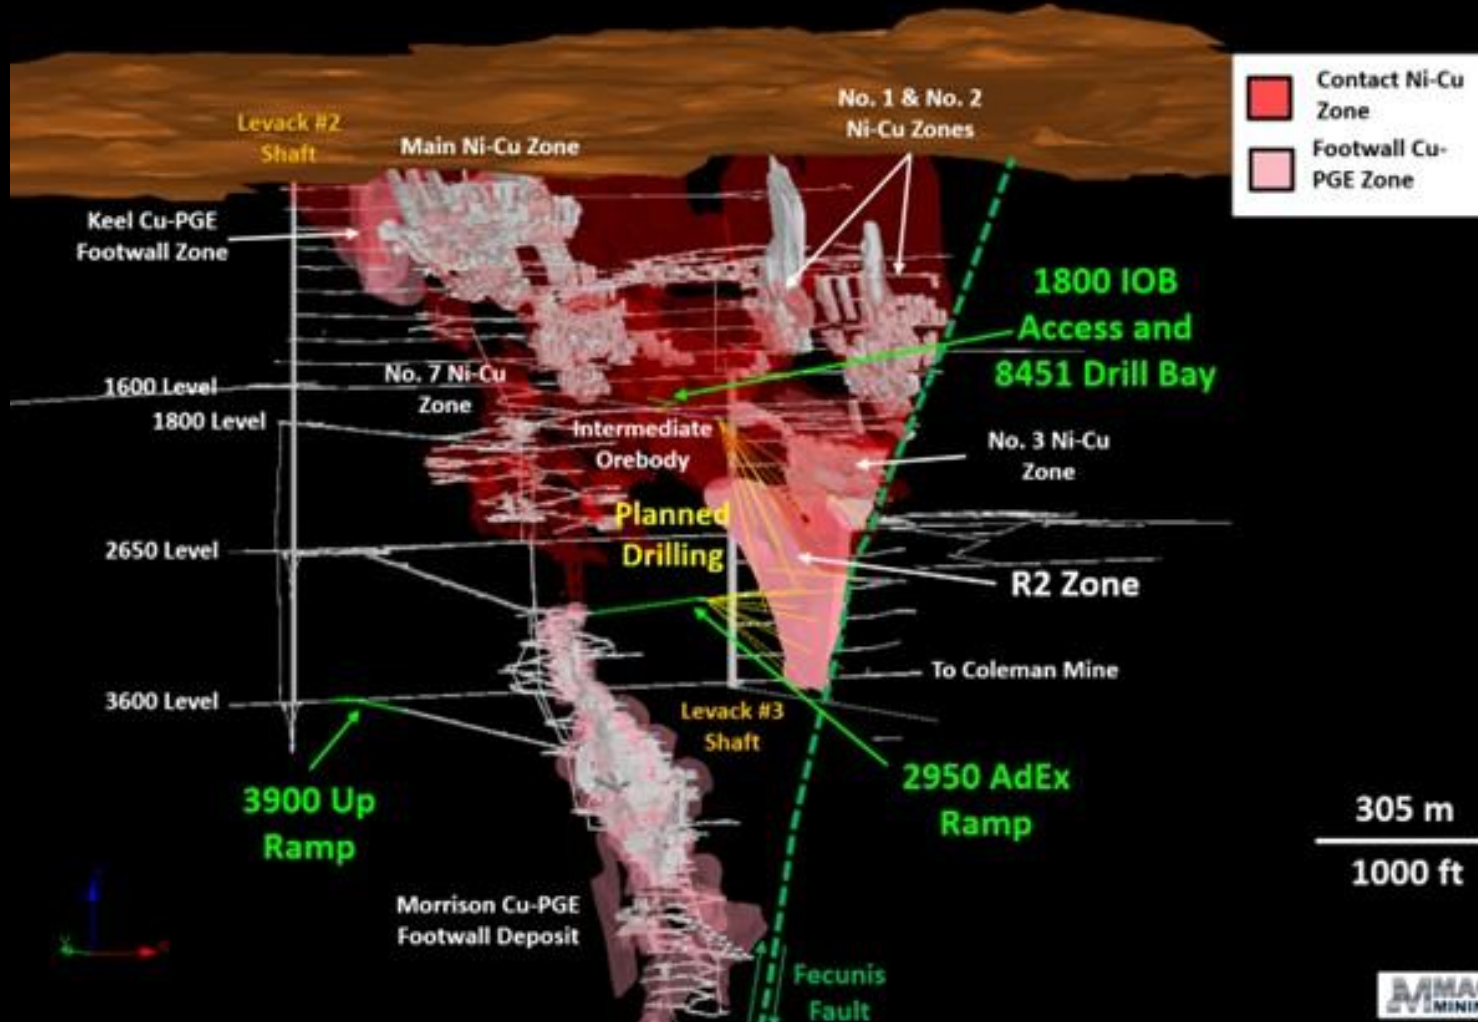 Contact Ni-Cu
Zone
Footwall Cu-
PGE Zone
No. 1 & No. 2
Ni-Cu Zones
Levack #2
Shaft
Main Ni-Cu Zone
Keel Cu-PGE
Footwall Zone
1800 IOB
Access and
8451 Drill Bay
1600 Level
No. 7 Ni-Cu
Zone
1800 Level
Intermediate
Orebody
No. 3 Ni-Cu
Zone
Planned
Drilling
2650 Level
R2 Zone
To Coleman Mine
3600 Level
Levack #3
Shaft
2950 AdEx
Ramp
3900 Up
Ramp
305 m
1000 ft
Morrison Cu-PGE
Footwall Deposit
Fecunis
Fault